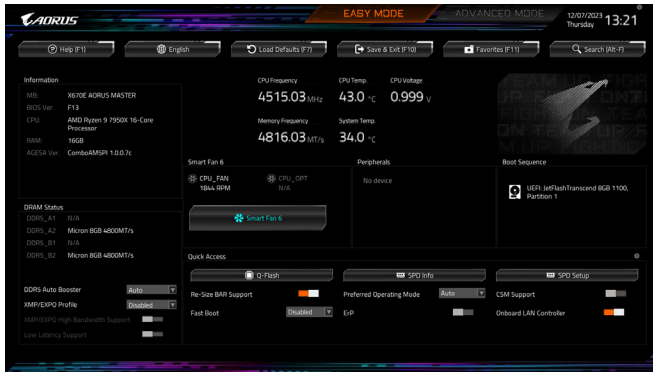 AORUS
EASY MODE
ADVANCED MODE
12/07/2023
Thursday
13:21
Help (F1)
English
Load Defaults (F7)
Save & Exit (F10)
Favorites (F11)
Search (Alt-F)
Information
MB: X670E AORUS MASTER
BIOS Ver. F13
CPU: AMD Ryzen 9 7950X 16-Core
Processor
RAM: 16GB
AGESA Ver. ComboAM5PI 1.0.0.7c
CPU Frequency
4515.03 MHz
CPU Temp.
43.0 °C
CPU Voltage
0.999 V
Memory Frequency
4816.03 MT/s
System Temp.
34.0 °C
Smart Fan 6
CPU_FAN
1844 RPM
CPU_OPT
N/A
Smart Fan 6
Peripherals
No device
Boot Sequence
UEFI: JetFlashTranscend 8GB 1100,
Partition 1
DRAM Status
DDR5_A1 N/A
DDR5_A2 Micron 8GB 4800MT/s
DDR5_B1 N/A
DDR5_B2 Micron 8GB 4800MT/s
DDR5 Auto Booster Auto
XMP/EXPO Profile Disabled
XMP/EXPO High Bandwidth Support
Low Latency Support
Quick Access
Q-Flash
SPD Info
SPD Setup
Re-Size BAR Support
Preferred Operating Mode Auto
CSM Support
Fast Boot Disabled
ErP
Onboard LAN Controller